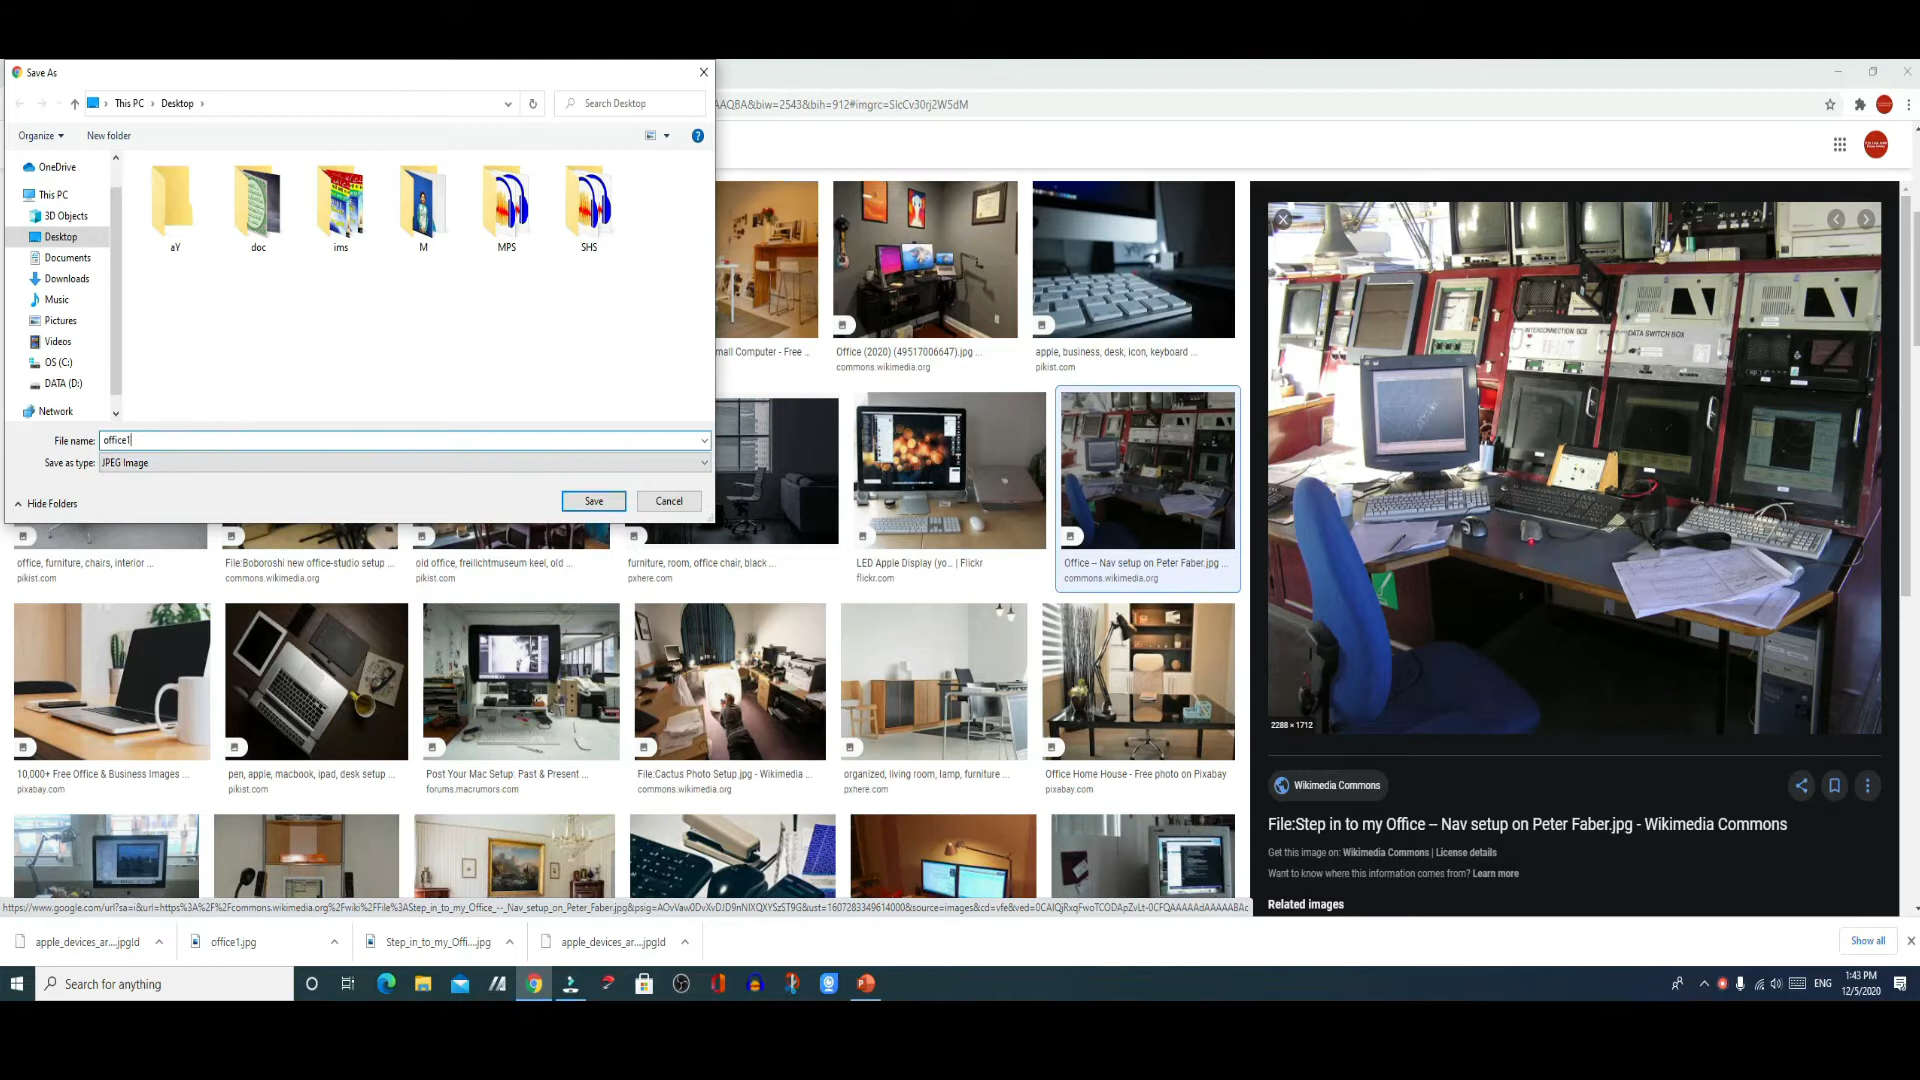 Save As
This PC > Desktop >
Search Desktop
AAQBA&biw=2543&bih=912#imgrc=SlcCv30rj2W5dM
Organize
New folder
OneDrive
This PC
3D Objects
Desktop
Documents
Downloads
Music
Pictures
Videos
OS (C:)
DATA (D:)
Network
aY
doc
ims
M
MPS
SHS
File name: office1
Save as type: JPEG Image
Hide Folders
Save
Cancel
mall Computer - Free ...
Office (2020) (49517006647).jpg ...
commons.wikimedia.org
apple, business, desk, icon, keyboard ...
pikist.com
office, furniture, chairs, interior ...
pikist.com
File:Boboroshi new office-studio setup ...
commons.wikimedia.org
old office, freilichtmuseum keel, old ...
pikist.com
furniture, room, office chair, black ...
pxhere.com
LED Apple Display (yo... | Flickr
flickr.com
Office -- Nav setup on Peter Faber.jpg ...
commons.wikimedia.org
10,000+ Free Office & Business Images ...
pixabay.com
pen, apple, macbook, ipad, desk setup ...
pikist.com
Post Your Mac Setup: Past & Present ...
forums.macrumors.com
File:Cactus Photo Setup.jpg - Wikimedia ...
commons.wikimedia.org
organized, living room, lamp, furniture ...
pxhere.com
Office Home House - Free photo on Pixabay
pixabay.com
INTERCONNECTION BOX
DATA SWITCH BOX
2288 × 1712
Wikimedia Commons
File:Step in to my Office -- Nav setup on Peter Faber.jpg - Wikimedia Commons
Get this image on: Wikimedia Commons | License details
Want to know where this information comes from? Learn more
Related images
apple_devices_ar....jpg!d
office1.jpg
Step_in_to_my_Offi....jpg
apple_devices_ar....jpg!d
Show all
Search for anything
ENG
1:43 PM
12/5/2020